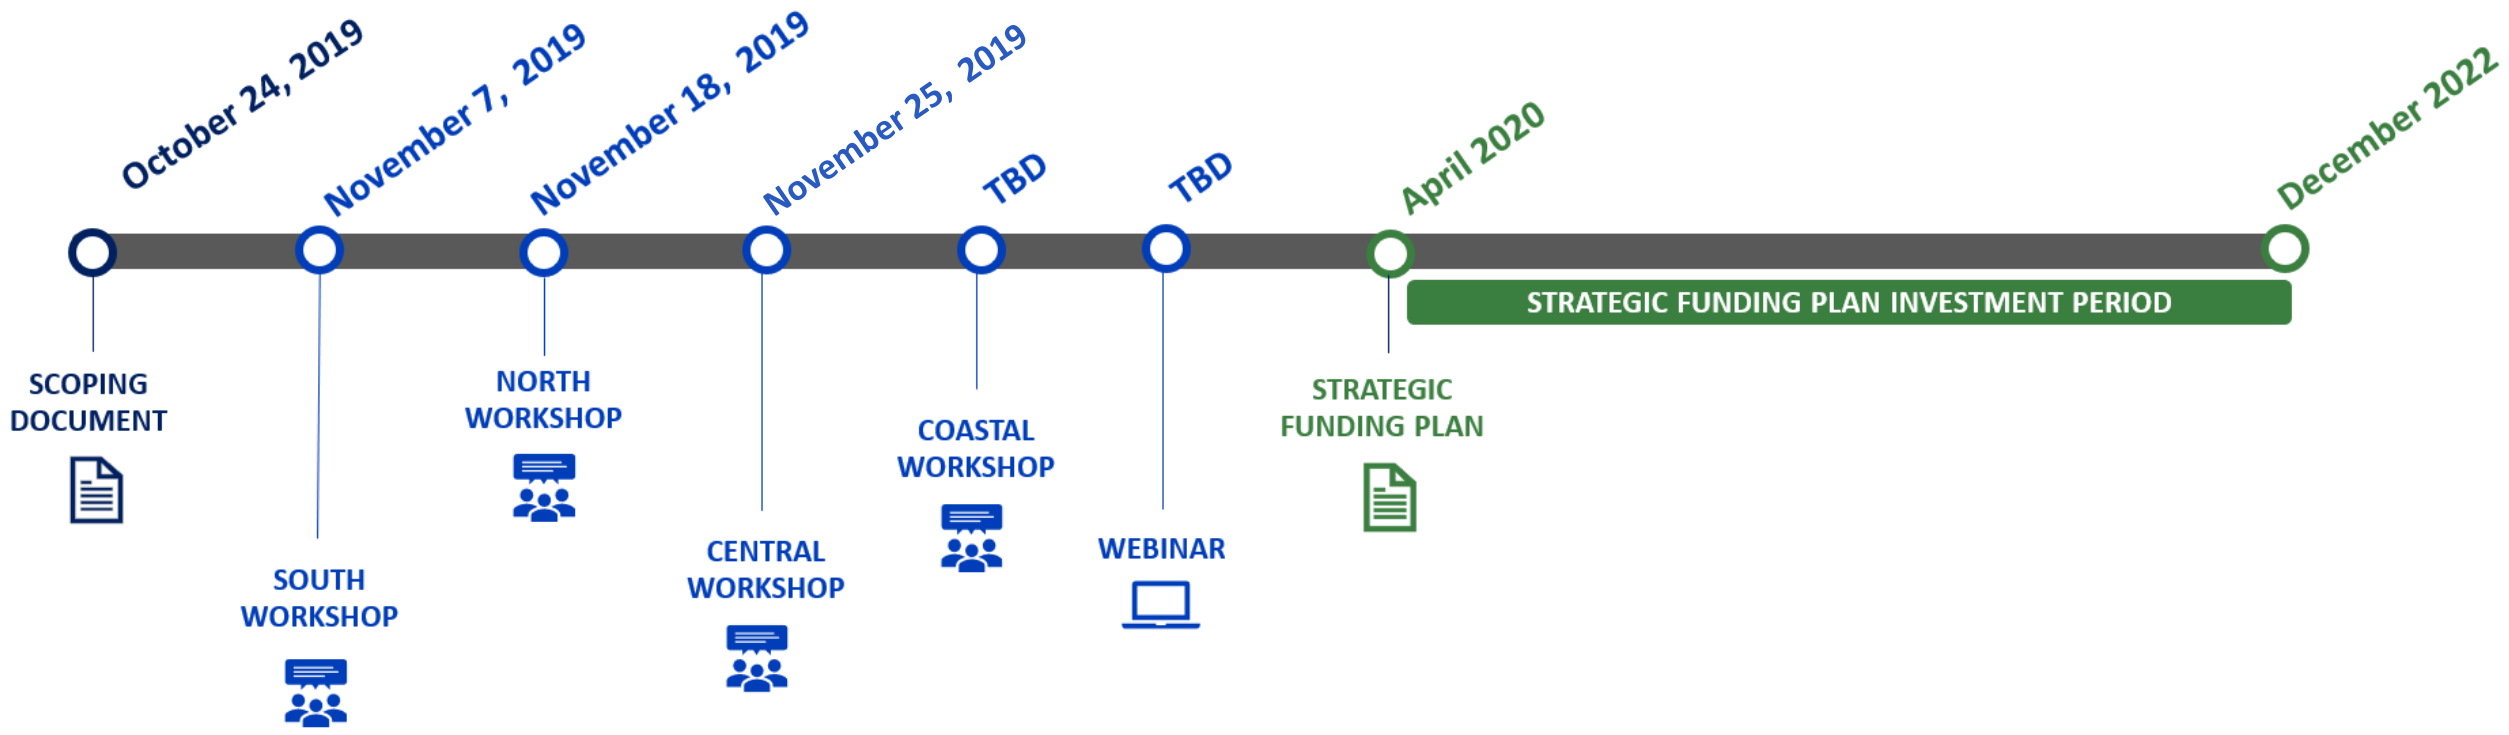 October 24, 2019
November 7, 2019
November 18, 2019
November 25, 2019
TBD
TBD
April 2020
December 2022
STRATEGIC FUNDING PLAN INVESTMENT PERIOD
SCOPING
DOCUMENT
SOUTH
WORKSHOP
NORTH
WORKSHOP
CENTRAL
WORKSHOP
COASTAL
WORKSHOP
WEBINAR
STRATEGIC
FUNDING PLAN